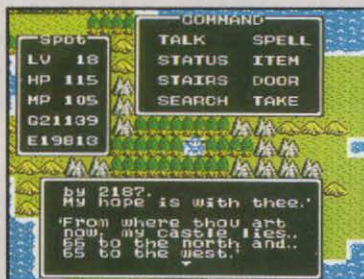 COMMAND
TALK SPELL
STATUS ITEM
STAIRS DOOR
SEARCH TAKE
Spot
LV 18
HP 115
MP 105
G21139
E19813
by 2187.
My hope is with thee.'
'From where thou art
now, my castle lies..
66 to the north and..
65 to the west.'